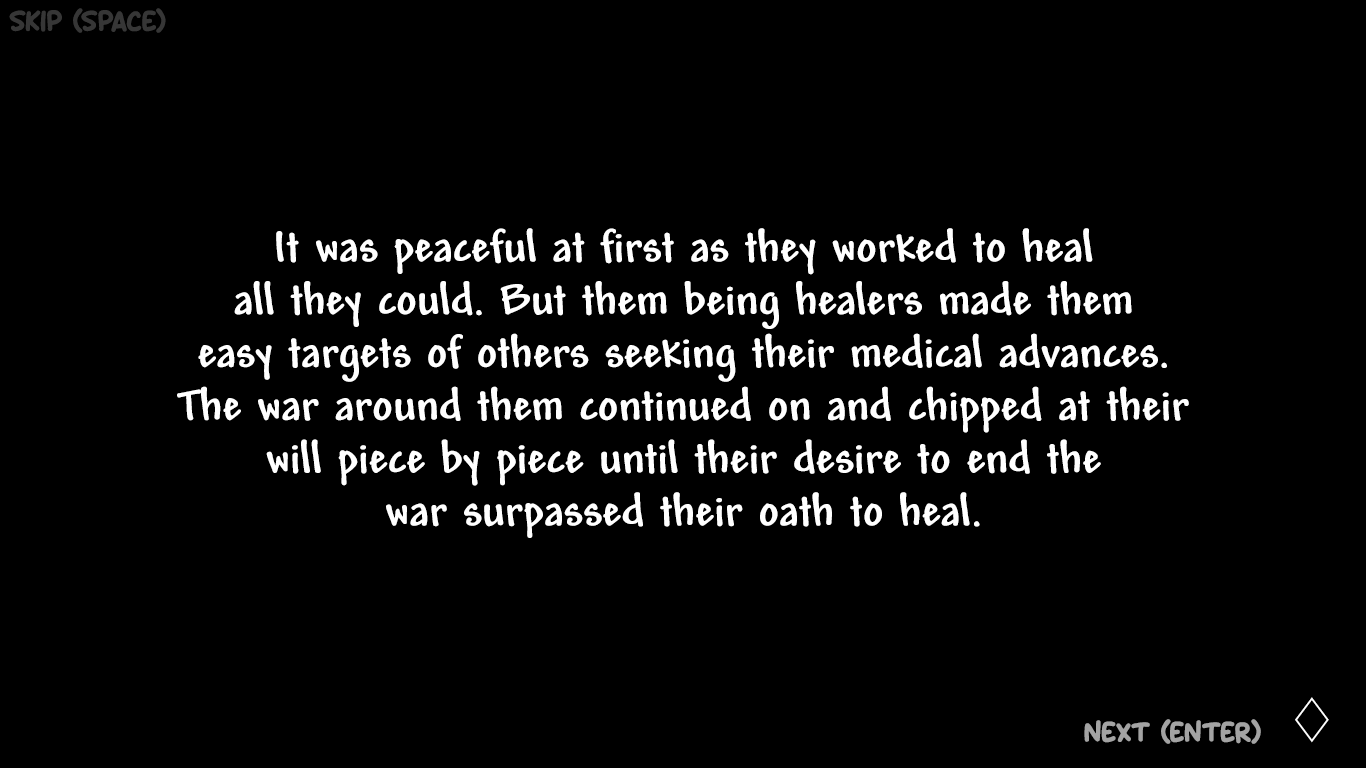 SKIP (SPACE)
It was peaceful at first as they worked to heal
all they could. But them being healers made them
easy targets of others seeking their medical advances.
The war around them continued on and chipped at their
will piece by piece until their desire to end the
war surpassed their oath to heal.
NEXT (ENTER)